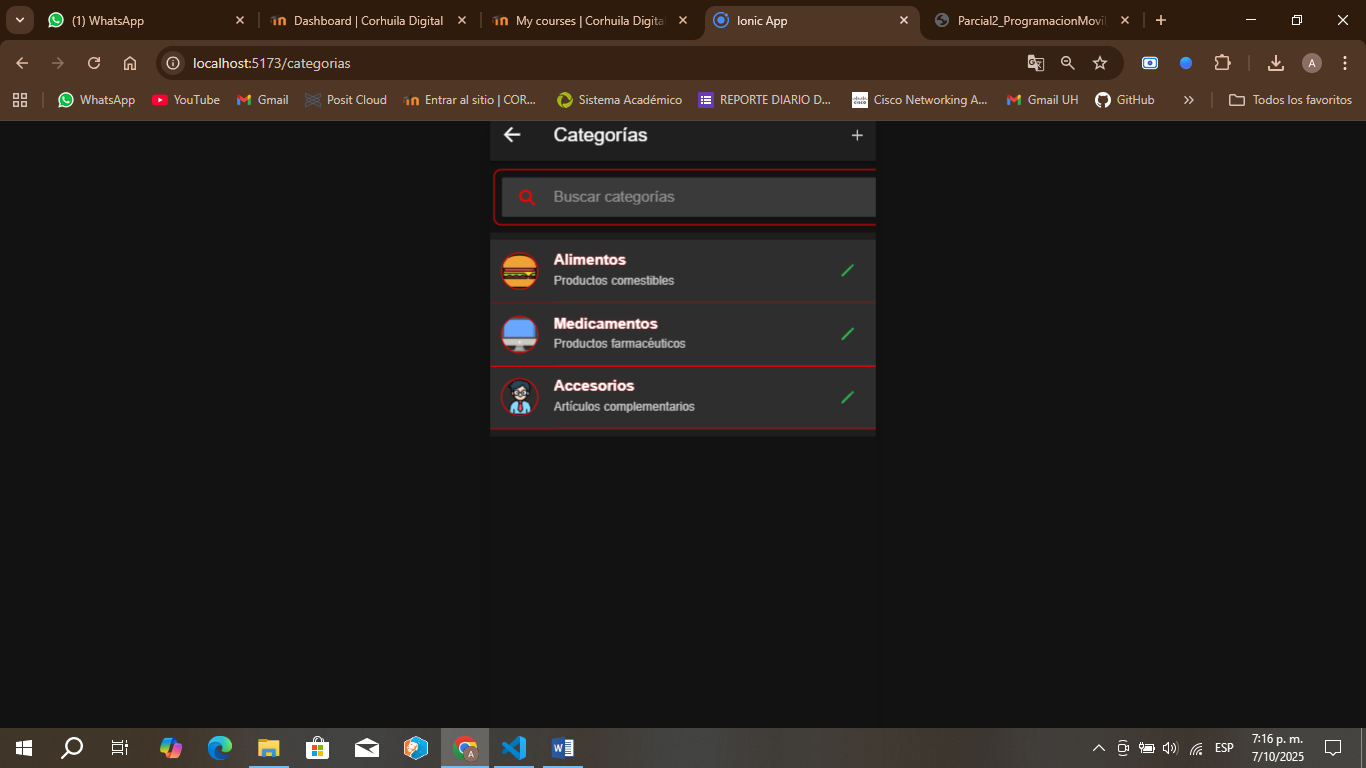 (1) WhatsApp
Dashboard | Corhuila Digital
My courses | Corhuila Digital
Ionic App
Parcial2_ProgramacionMovil
localhost:5173/categorias
A
WhatsApp
YouTube
Gmail
Posit Cloud
Entrar al sitio | COR...
Sistema Académico
REPORTE DIARIO D...
Cisco Networking A...
Gmail UH
GitHub
Todos los favoritos
Categorías
Buscar categorías
Alimentos
Productos comestibles
Medicamentos
Productos farmacéuticos
Accesorios
Artículos complementarios
ESP
7:16 p. m.
7/10/2025